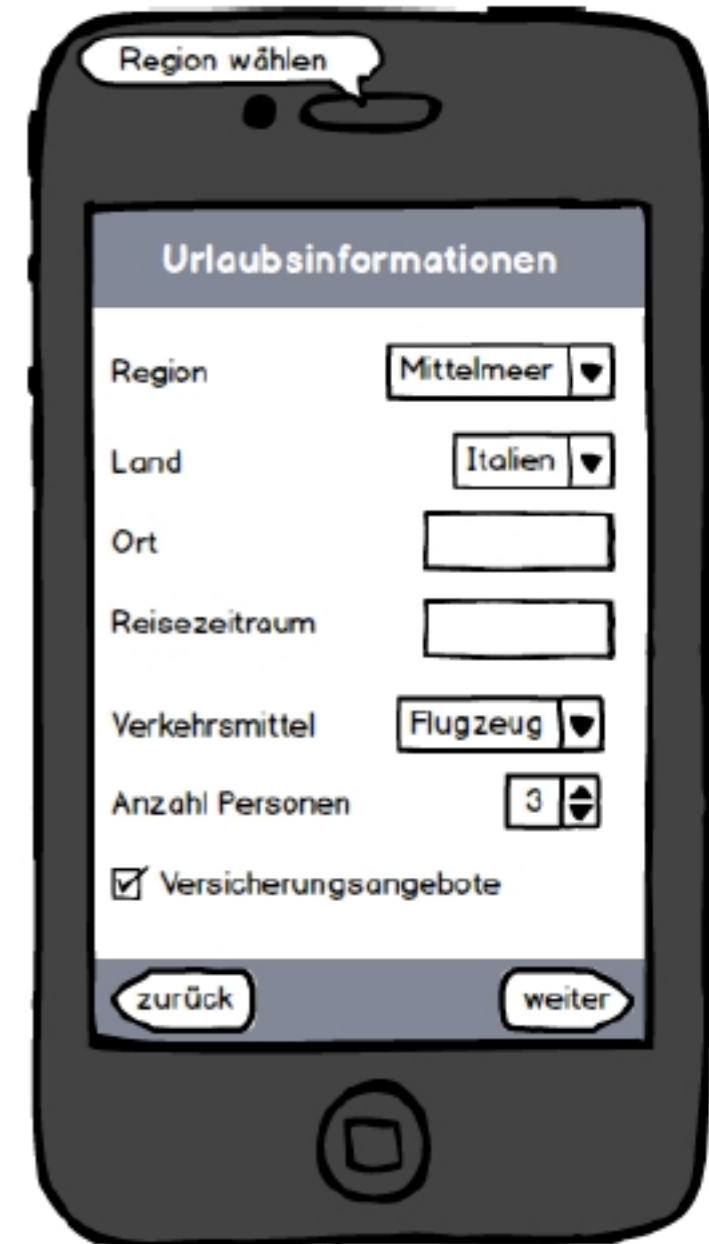 Region wählen
Urlaubsinformationen
Region Mittelmeer
Land Italien
Ort
Reisezeitraum
Verkehrsmittel Flugzeug
Anzahl Personen 3
Versicherungsangebote
zurück weiter